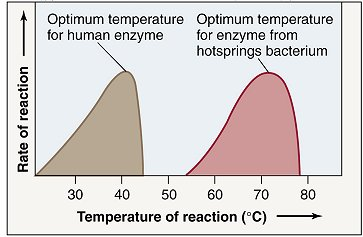 Optimum temperature
for human enzyme
Optimum temperature
for enzyme from
hotsprings bacterium
Rate of reaction
30 40 50 60 70 80
Temperature of reaction (°C)